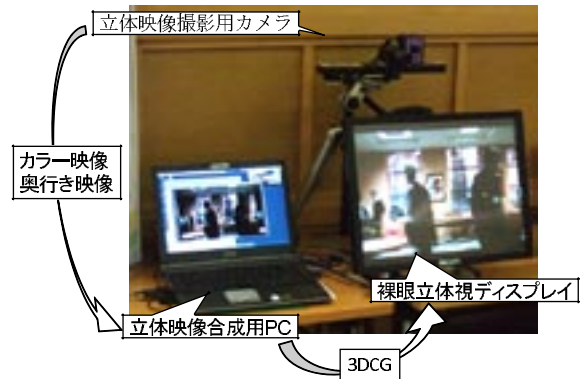 立体映像撮影用カメラ
カラー映像
奥行き映像
裸眼立体視ディスプレイ
立体映像合成用PC
3DCG